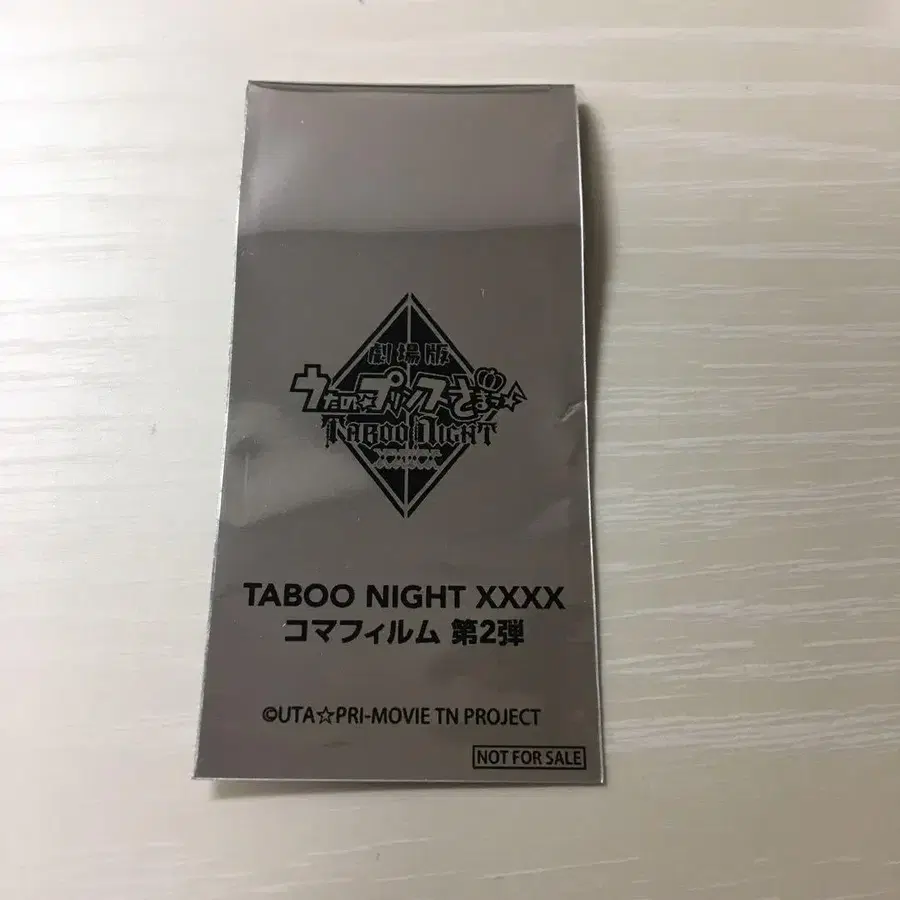 劇場版
うたの☆プリンスさまっ♪
TABOO NIGHT
XXXX
TABOO NIGHT XXXX
コマフィルム 第2弾
©UTA☆PRI-MOVIE TN PROJECT
NOT FOR SALE